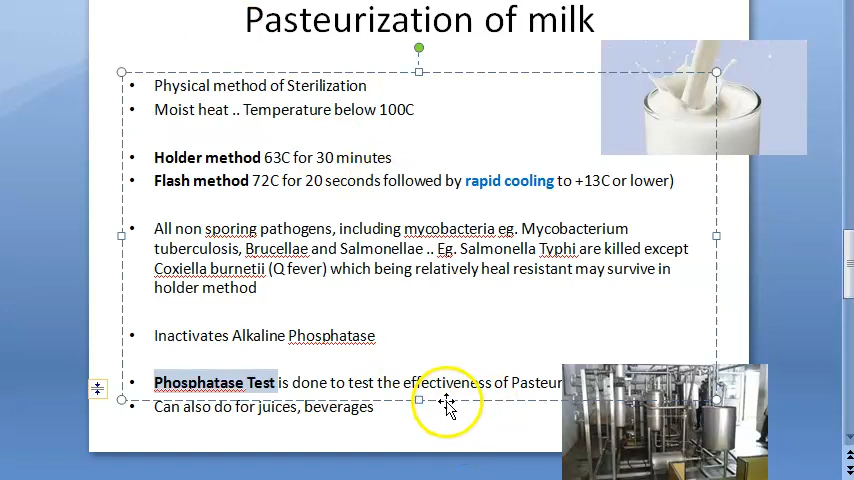 Pasteurization of milk
• Physical method of Sterilization
• Moist heat .. Temperature below 100C
• Holder method 63C for 30 minutes
• Flash method 72C for 20 seconds followed by rapid cooling to +13C or lower)
• All non sporing pathogens, including mycobacteria eg. Mycobacterium
tuberculosis, Brucellae and Salmonellae .. Eg. Salmonella Typhi are killed except
Coxiella burnetii (Q fever) which being relatively heal resistant may survive in
holder method
• Inactivates Alkaline Phosphatase
• Phosphatase Test is done to test the effectiveness of Pasteur
• Can also do for juices, beverages